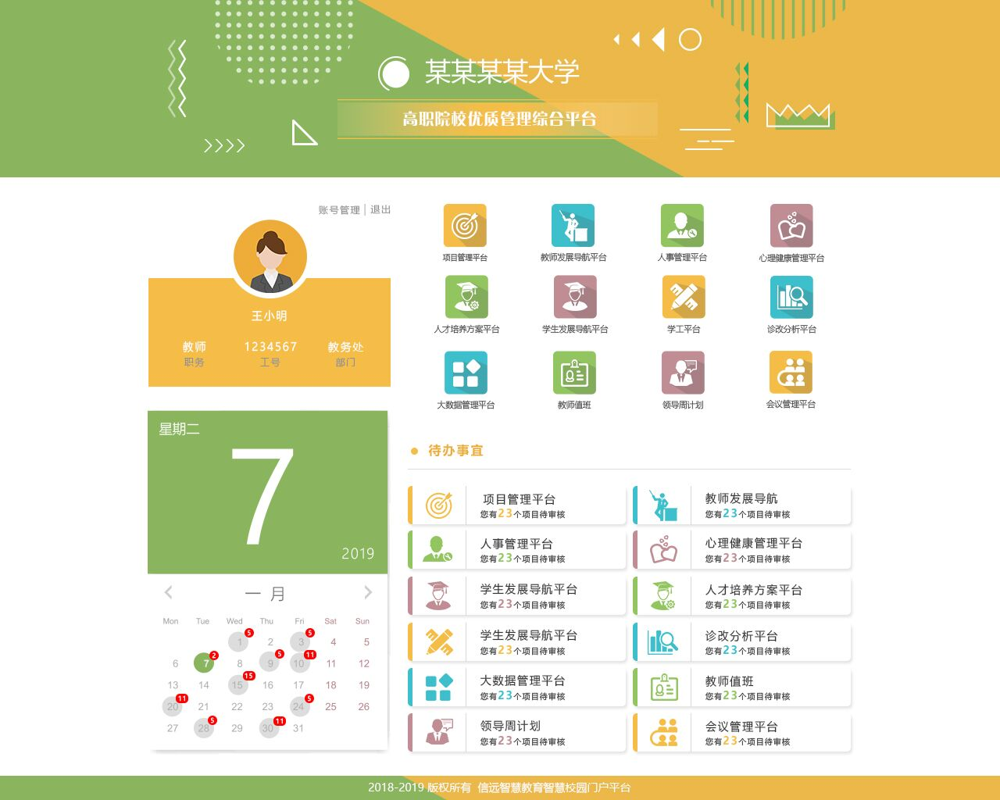 某某某某大学
高职院校优质管理综合平台
账号管理 | 退出
王小明
教师 1234567 教务处
职务 工号 部门
项目管理平台 教师发展导航平台 人事管理平台 心理健康管理平台
人才培养方案平台 学生发展导航平台 学工平台 诊改分析平台
大数据管理平台 教师值班 领导周计划 会议管理平台
星期二
7
2019
一 月
Mon Tue Wed Thu Fri Sat Sun
5 5
1 2 3 4 5
2 5 11
6 7 8 9 10 11 12
15
13 14 15 16 17 18 19
11 5
20 21 22 23 24 25 26
5 11
27 28 29 30 31
待办事宜
项目管理平台
您有23个项目待审核
教师发展导航
您有23个项目待审核
人事管理平台
您有23个项目待审核
心理健康管理平台
您有23个项目待审核
学生发展导航平台
您有23个项目待审核
人才培养方案平台
您有23个项目待审核
学生发展导航平台
您有23个项目待审核
诊改分析平台
您有23个项目待审核
大数据管理平台
您有23个项目待审核
教师值班
您有23个项目待审核
领导周计划
您有23个项目待审核
会议管理平台
您有23个项目待审核
2018-2019 版权所有 信远智慧教育智慧校园门户平台